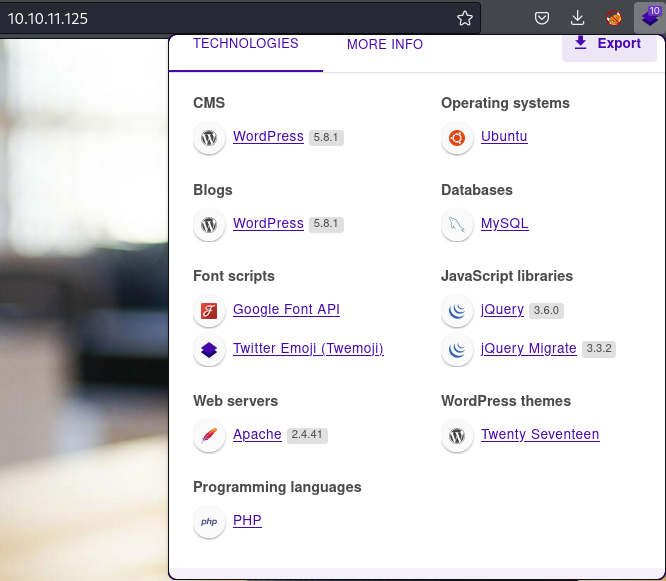 10.10.11.125
10
TECHNOLOGIES
MORE INFO
Export
CMS
WordPress 5.8.1
Operating systems
Ubuntu
Blogs
WordPress 5.8.1
Databases
MySQL
Font scripts
Google Font API
Twitter Emoji (Twemoji)
JavaScript libraries
jQuery 3.6.0
jQuery Migrate 3.3.2
Web servers
Apache 2.4.41
WordPress themes
Twenty Seventeen
Programming languages
php PHP